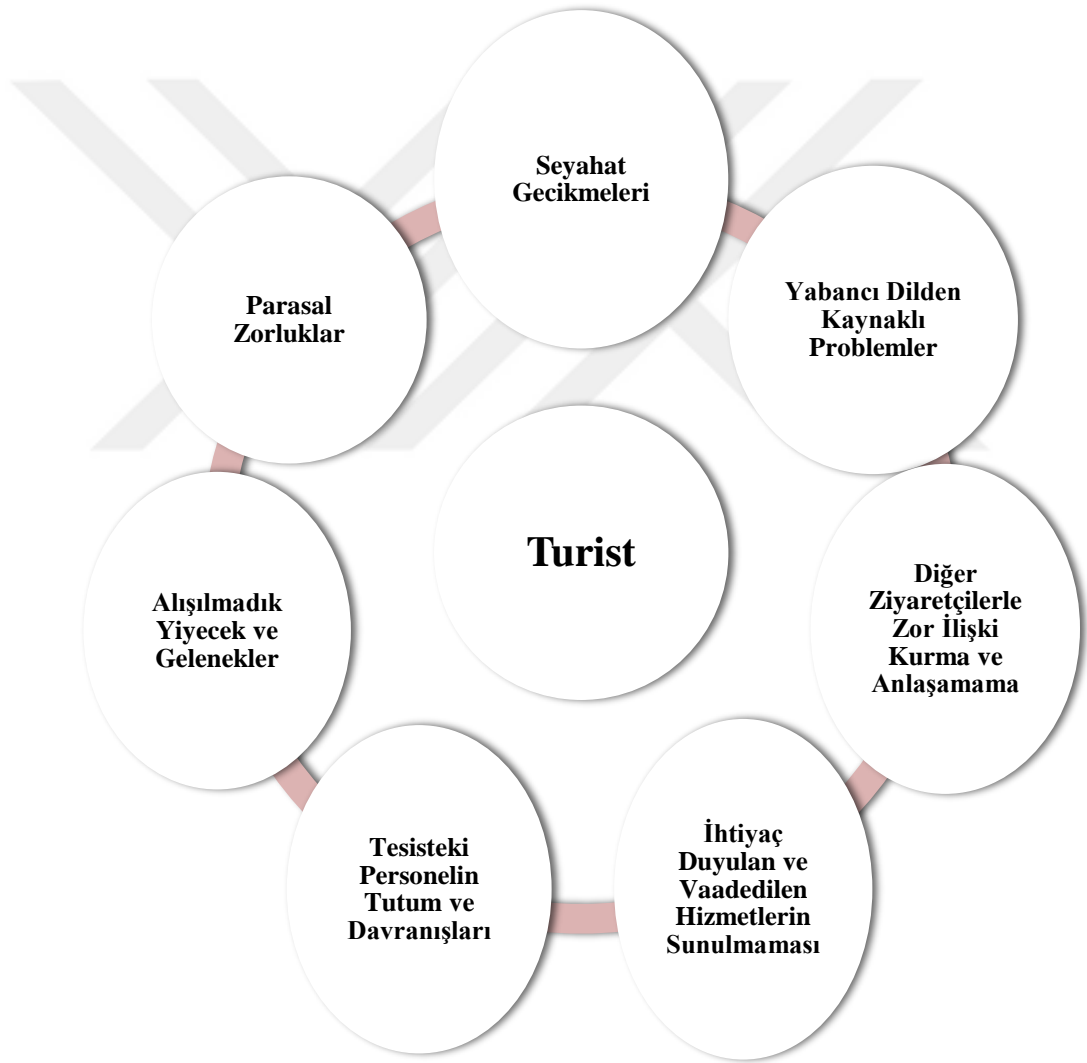 Seyahat
Gecikmeleri
Yabancı Dilden
Kaynaklı
Problemler
Diğer
Ziyaretçilerle
Zor İlişki
Kurma ve
Anlaşamama
İhtiyaç
Duyulan ve
Vaadedilen
Hizmetlerin
Sunulmaması
Tesisteki
Personelin
Tutum ve
Davranışları
Alışılmadık
Yiyecek ve
Gelenekler
Parasal
Zorluklar
Turist